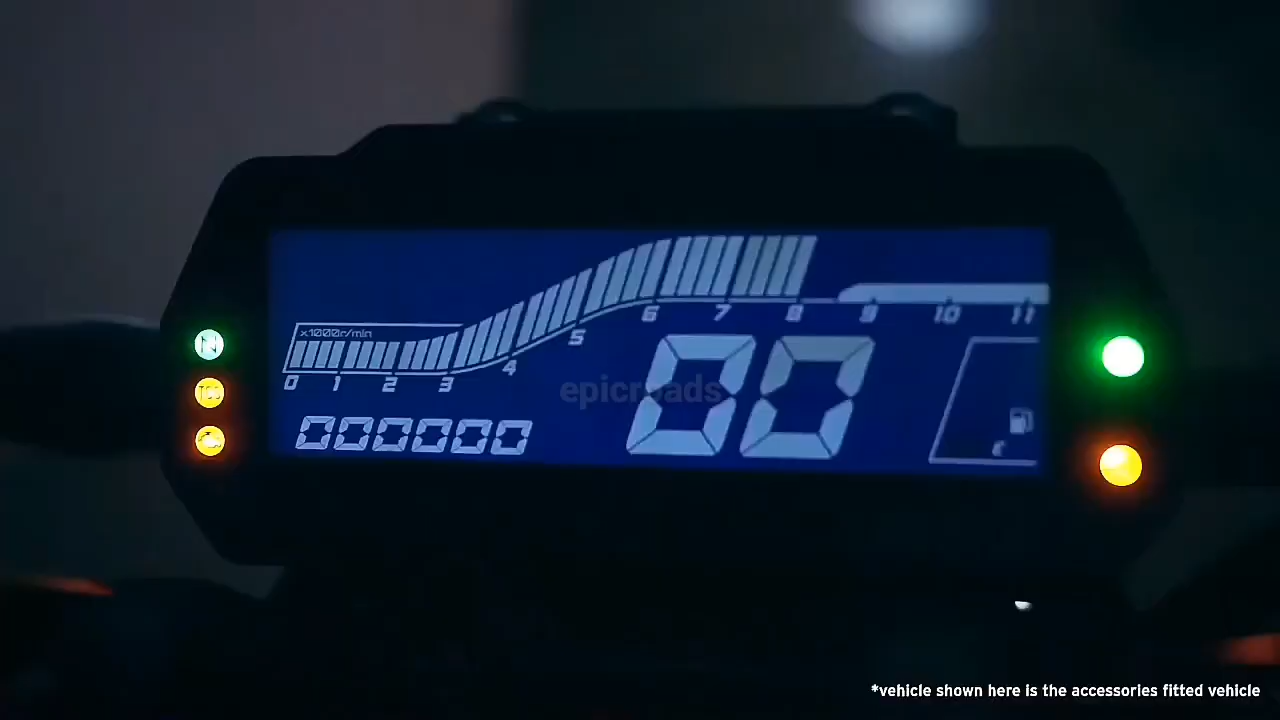 x1000r/min
0 1 2 3 4 5 6 7 8 9 10 11
N
TCS
000000
00
E
epicroads
*vehicle shown here is the accessories fitted vehicle